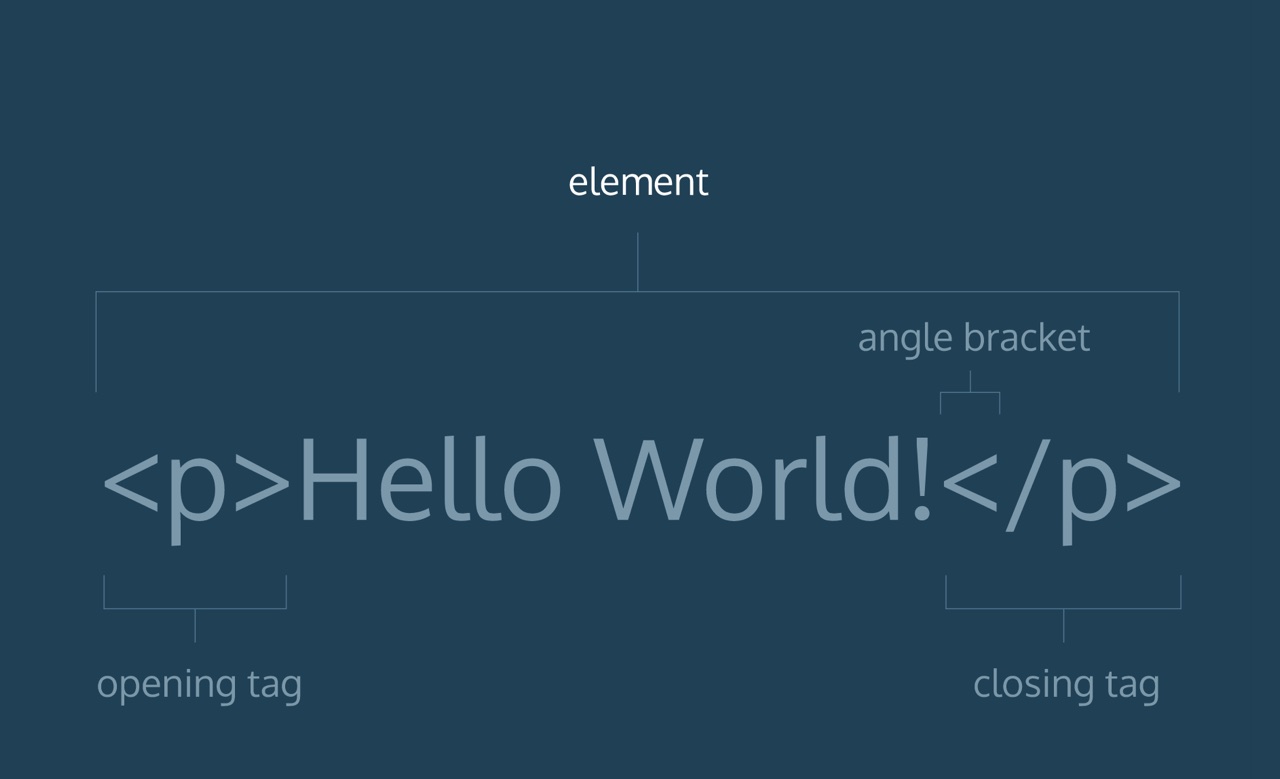 element
angle bracket
<p>Hello World!</p>
opening tag
closing tag